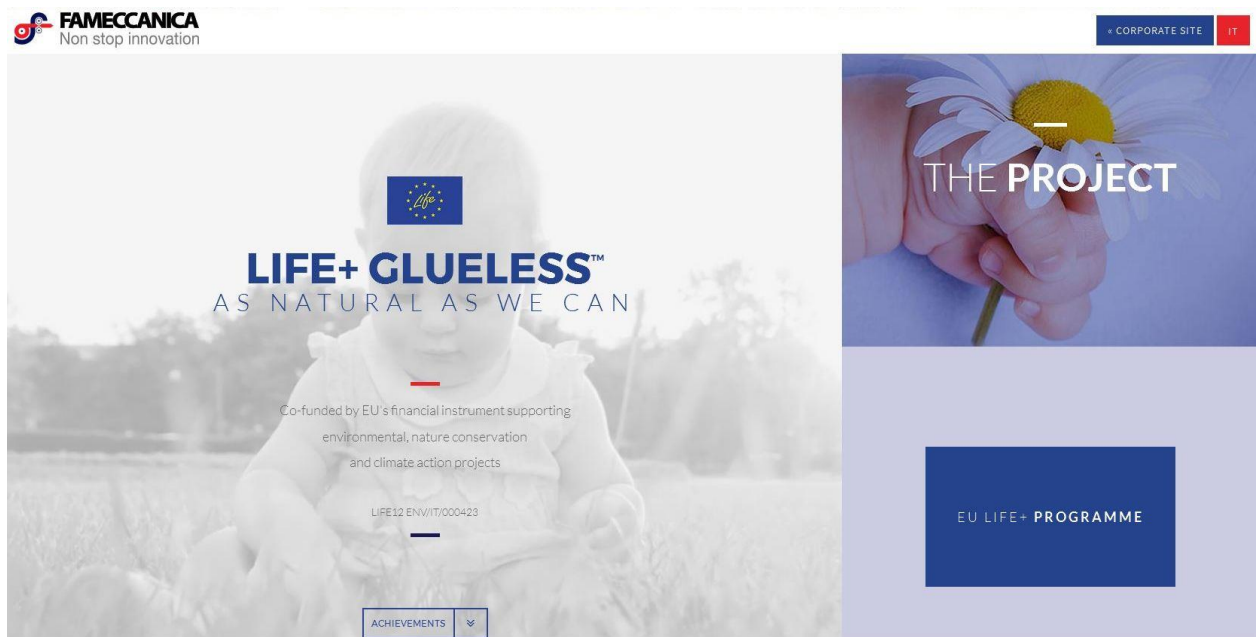 FAMECCANICA
Non stop innovation
« CORPORATE SITE
IT
Life
LIFE+ GLUELESS™
AS NATURAL AS WE CAN
Co-funded by EU's financial instrument supporting
environmental, nature conservation
and climate action projects
LIFE12 ENV/IT/000423
ACHIEVEMENTS
THE PROJECT
EU LIFE+ PROGRAMME